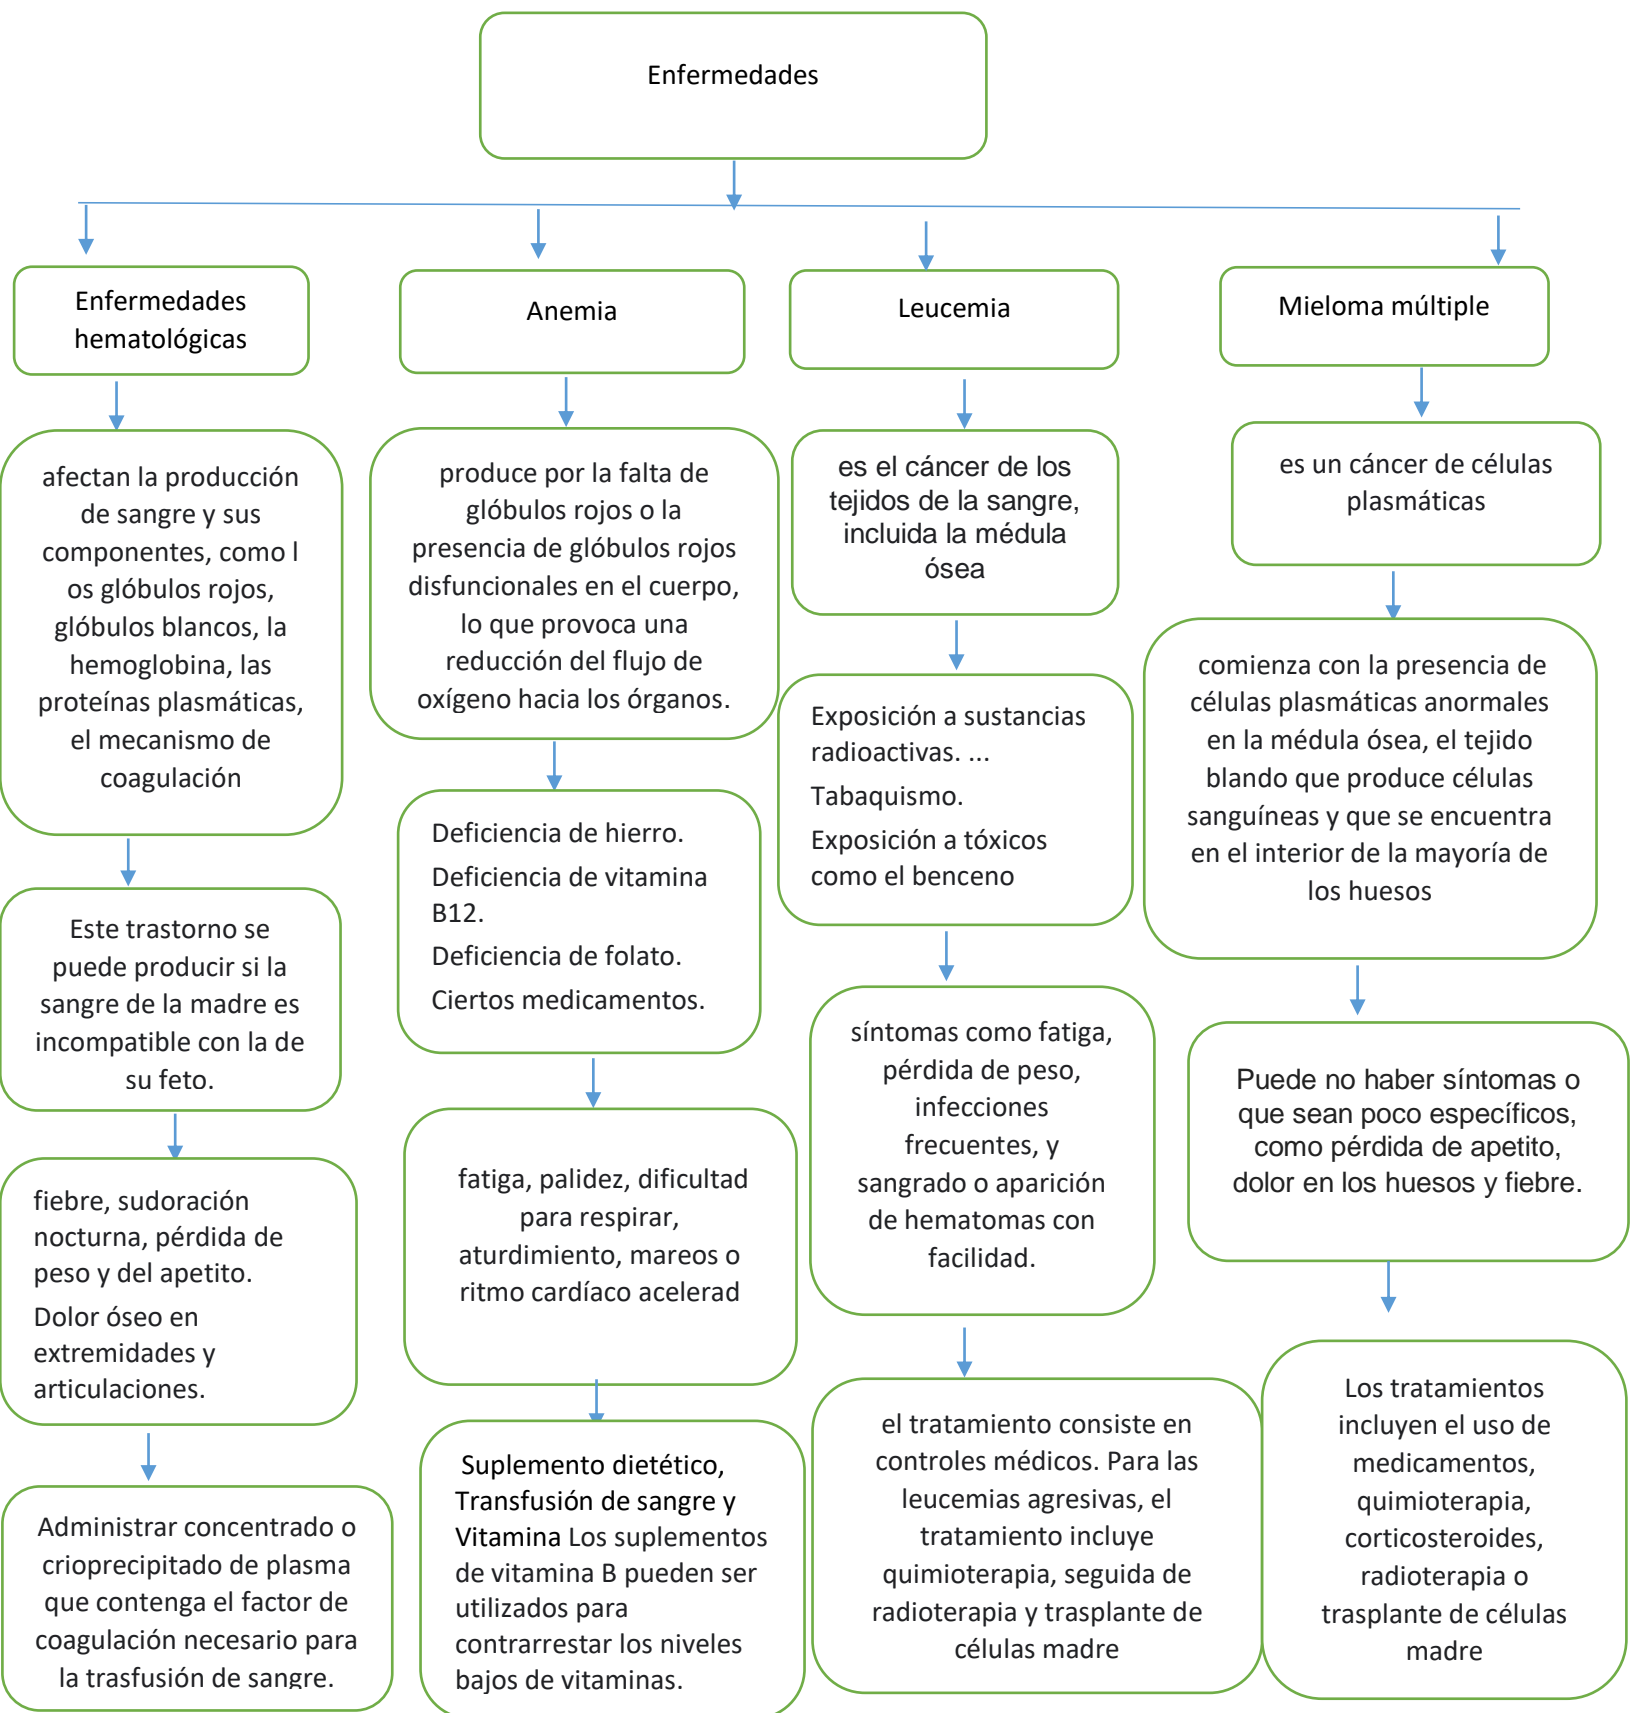 Enfermedades
Enfermedades
hematológicas
afectan la producción
de sangre y sus
componentes, como l
os glóbulos rojos,
glóbulos blancos, la
hemoglobina, las
proteínas plasmáticas,
el mecanismo de
coagulación
Este trastorno se
puede producir si la
sangre de la madre es
incompatible con la de
su feto.
fiebre, sudoración
nocturna, pérdida de
peso y del apetito.
Dolor óseo en
extremidades y
articulaciones.
Administrar concentrado o
crioprecipitado de plasma
que contenga el factor de
coagulación necesario para
la trasfusión de sangre.
Anemia
produce por la falta de
glóbulos rojos o la
presencia de glóbulos rojos
disfuncionales en el cuerpo,
lo que provoca una
reducción del flujo de
oxígeno hacia los órganos.
Deficiencia de hierro.
Deficiencia de vitamina
B12.
Deficiencia de folato.
Ciertos medicamentos.
fatiga, palidez, dificultad
para respirar,
aturdimiento, mareos o
ritmo cardíaco acelerad
Suplemento dietético,
Transfusión de sangre y
Vitamina Los suplementos
de vitamina B pueden ser
utilizados para
contrarrestar los niveles
bajos de vitaminas.
Leucemia
es el cáncer de los
tejidos de la sangre,
incluida la médula
ósea
Exposición a sustancias
radioactivas. ...
Tabaquismo.
Exposición a tóxicos
como el benceno
síntomas como fatiga,
pérdida de peso,
infecciones
frecuentes, y
sangrado o aparición
de hematomas con
facilidad.
el tratamiento consiste en
controles médicos. Para las
leucemias agresivas, el
tratamiento incluye
quimioterapia, seguida de
radioterapia y trasplante de
células madre
Mieloma múltiple
es un cáncer de células
plasmáticas
comienza con la presencia de
células plasmáticas anormales
en la médula ósea, el tejido
blando que produce células
sanguíneas y que se encuentra
en el interior de la mayoría de
los huesos
Puede no haber síntomas o
que sean poco específicos,
como pérdida de apetito,
dolor en los huesos y fiebre.
Los tratamientos
incluyen el uso de
medicamentos,
quimioterapia,
corticosteroides,
radioterapia o
trasplante de células
madre